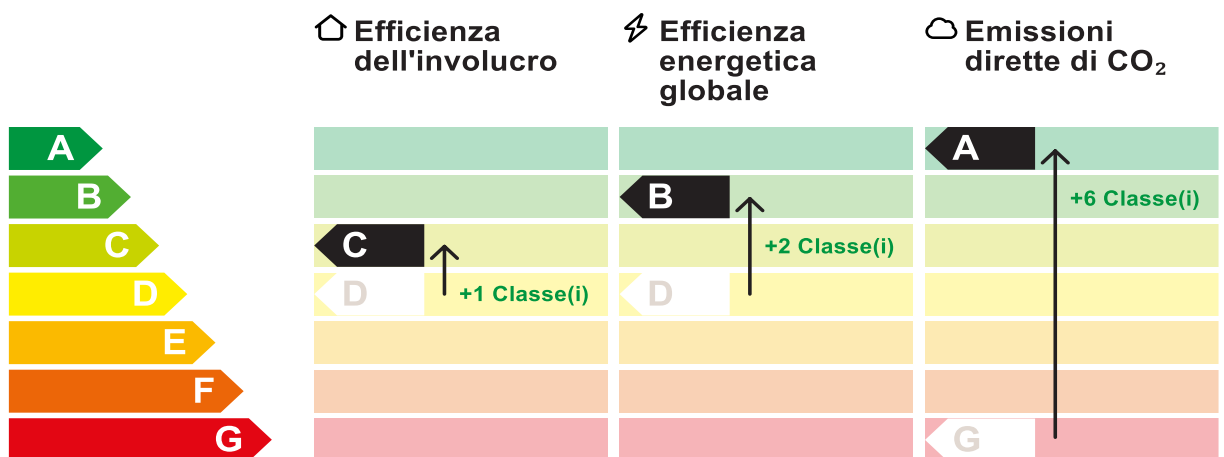 Efficienza
dell'involucro
Efficienza
energetica
globale
Emissioni
dirette di CO₂
A
A
B
B
+6 Classe(i)
C
C
+2 Classe(i)
D
D
+1 Classe(i)
D
E
F
G
G